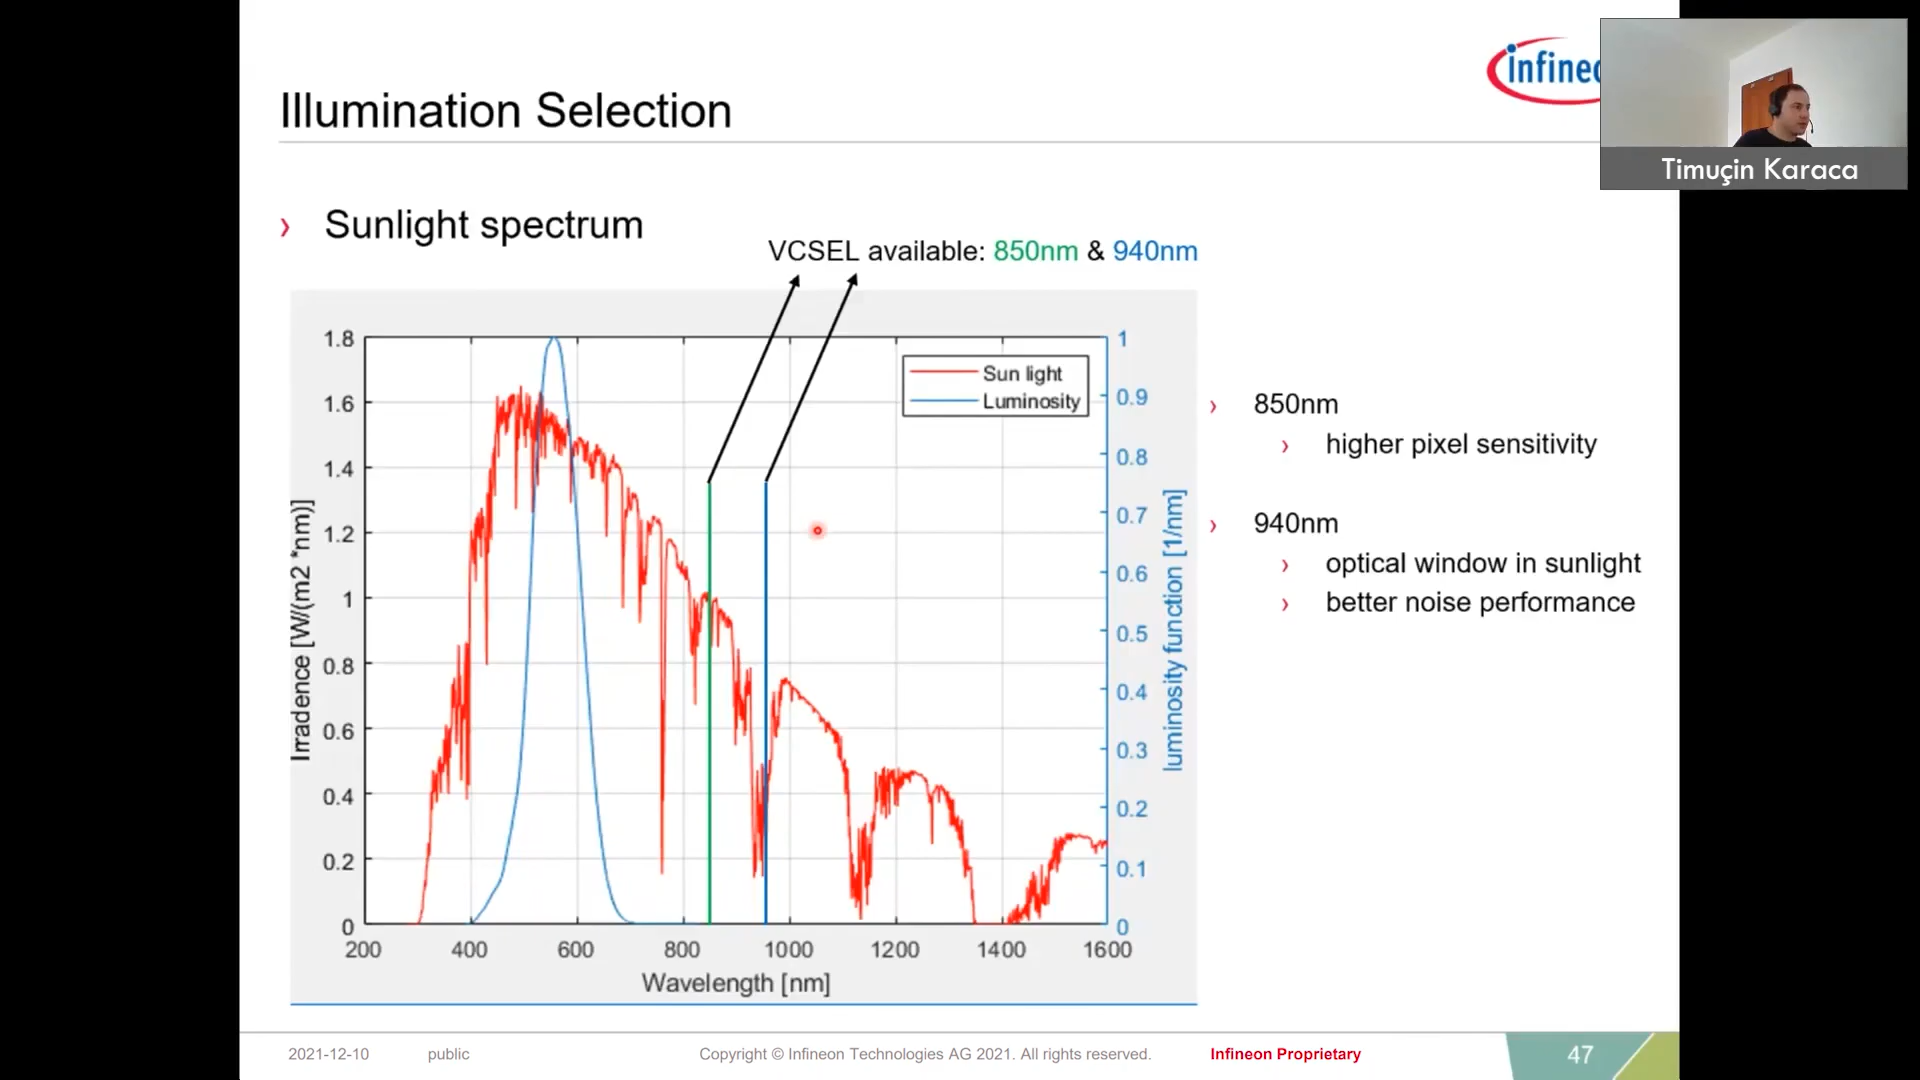 infineo
Illumination Selection
Timuçin Karaca
› Sunlight spectrum
VCSEL available: 850nm & 940nm
Sun light
Luminosity
1.8
1.6
1.4
1.2
1
0.8
0.6
0.4
0.2
0
Irradence [W/(m2 *nm)]
1
0.9
0.8
0.7
0.6
0.5
0.4
0.3
0.2
0.1
0
luminosity function [1/nm]
200 400 600 800 1000 1200 1400 1600
Wavelength [nm]
› 850nm
› higher pixel sensitivity
› 940nm
› optical window in sunlight
› better noise performance
2021-12-10 public Copyright © Infineon Technologies AG 2021. All rights reserved. Infineon Proprietary 47